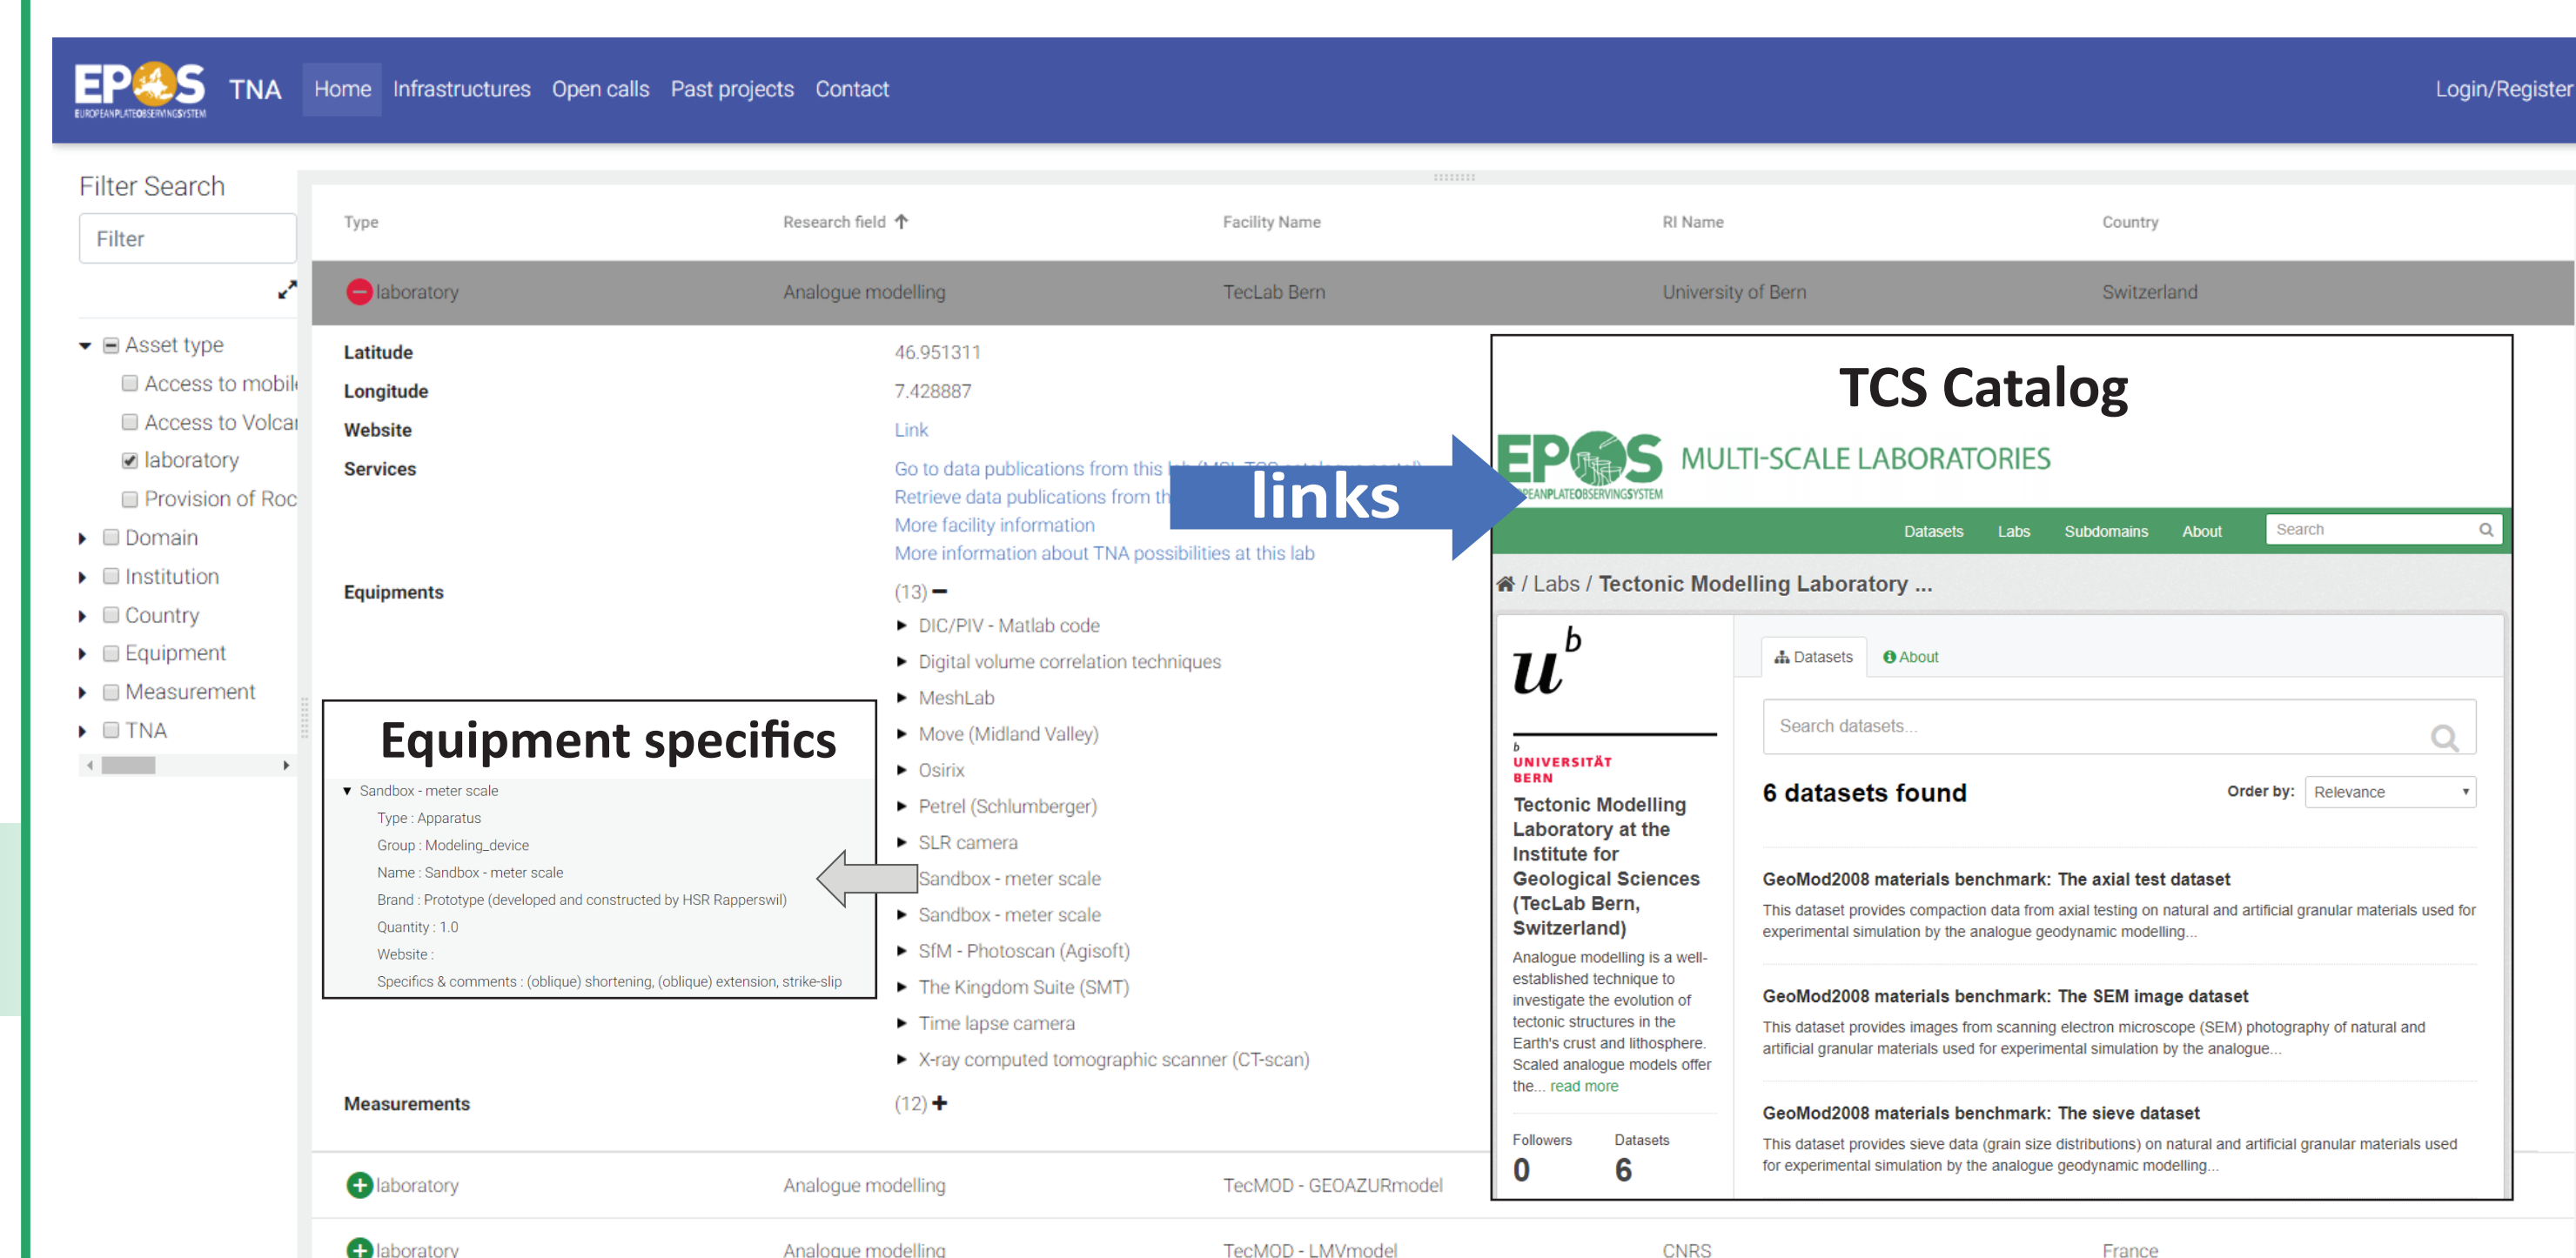 EPOS
EUROPEANPLATEOBSERVINGSYSTEM
TNA Home Infrastructures Open calls Past projects Contact Login/Register
Filter Search
Filter
Asset type
Access to mobile
Access to Volca
laboratory
Provision of Roc
Domain
Institution
Country
Equipment
Measurement
TNA
Type Research field Facility Name RI Name Country
laboratory Analogue modelling TecLab Bern University of Bern Switzerland
Latitude 46.951311
Longitude 7.428887
Website Link
Services Go to data publications from this lab (MSL TCS catalogue portal)
Retrieve data publications from th
More facility information
More information about TNA possibilities at this lab
links
Equipments (13)
DIC/PIV - Matlab code
Digital volume correlation techniques
MeshLab
Move (Midland Valley)
Osirix
Petrel (Schlumberger)
SLR camera
Sandbox - meter scale
Sandbox - meter scale
SfM - Photoscan (Agisoft)
The Kingdom Suite (SMT)
Time lapse camera
X-ray computed tomographic scanner (CT-scan)
Measurements (12)
Equipment specifics
Sandbox - meter scale
Type : Apparatus
Group : Modeling_device
Name : Sandbox - meter scale
Brand : Prototype (developed and constructed by HSR Rapperswil)
Quantity : 1.0
Website :
Specifics & comments : (oblique) shortening, (oblique) extension, strike-slip
TCS Catalog
EPOS MULTI-SCALE LABORATORIES
PEANPLATEOBSERVINGSYSTEM
Datasets Labs Subdomains About Search
/ Labs / Tectonic Modelling Laboratory ...
u b
b
UNIVERSITÄT
BERN
Tectonic Modelling
Laboratory at the
Institute for
Geological Sciences
(TecLab Bern,
Switzerland)
Analogue modelling is a well-
established technique to
investigate the evolution of
tectonic structures in the
Earth's crust and lithosphere.
Scaled analogue models offer
the... read more
Followers Datasets
0 6
Datasets About
Search datasets...
6 datasets found Order by: Relevance
GeoMod2008 materials benchmark: The axial test dataset
This dataset provides compaction data from axial testing on natural and artificial granular materials used for
experimental simulation by the analogue geodynamic modelling...
GeoMod2008 materials benchmark: The SEM image dataset
This dataset provides images from scanning electron microscope (SEM) photography of natural and
artificial granular materials used for experimental simulation by the analogue...
GeoMod2008 materials benchmark: The sieve dataset
This dataset provides sieve data (grain size distributions) on natural and artificial granular materials used
for experimental simulation by the analogue geodynamic modelling...
laboratory Analogue modelling TecMOD - GEOAZURmodel
laboratory Analogue modelling TecMOD - LMVmodel CNRS France